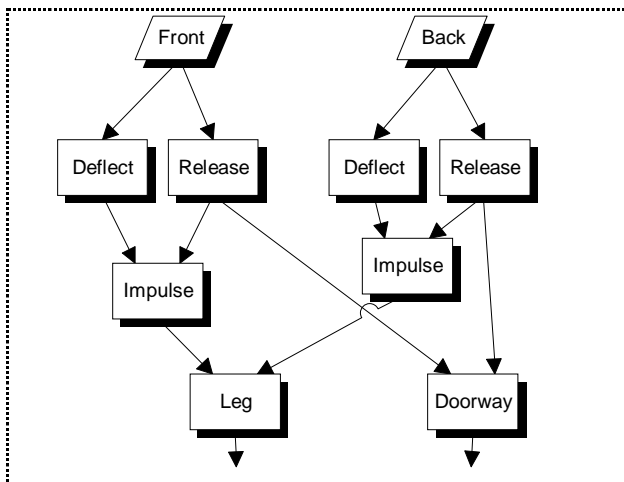 Front
Back
Deflect
Release
Deflect
Release
Impulse
Impulse
Leg
Doorway